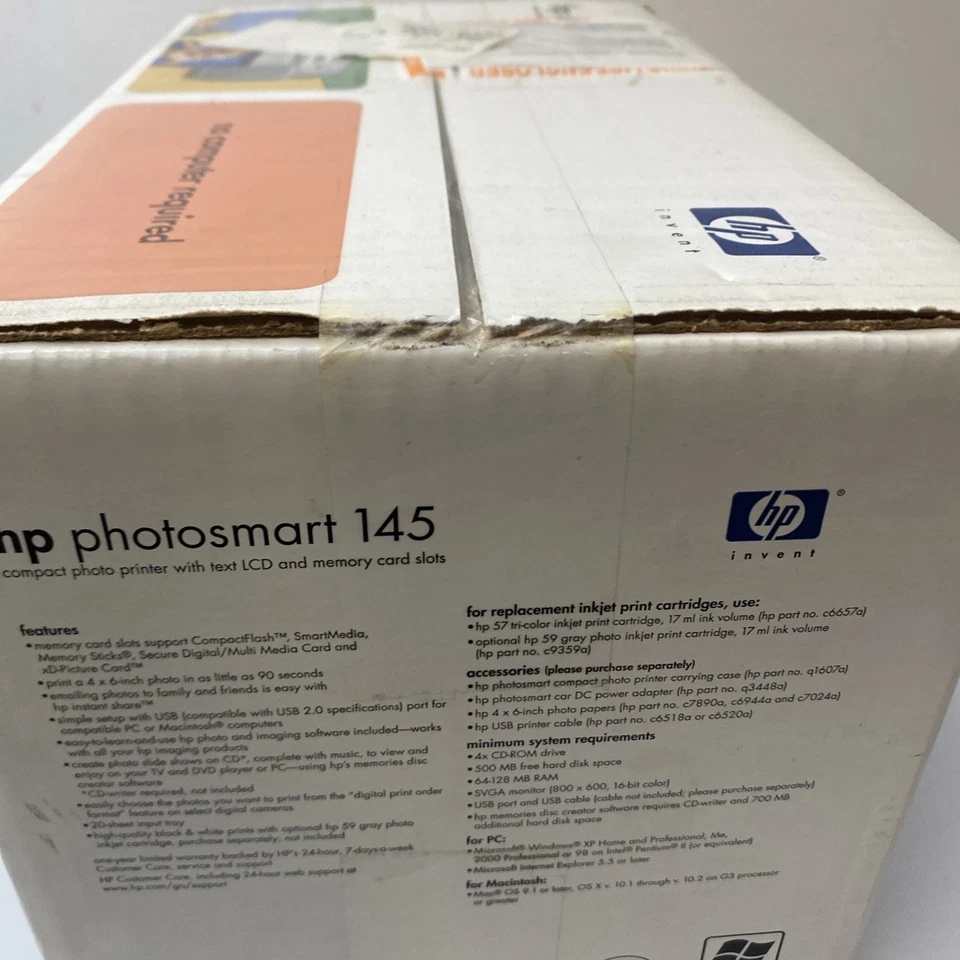 no computer required
hp
invent
®
hp photosmart 145
compact photo printer with text LCD and memory card slots
hp
®
invent
features
• memory card slots support CompactFlash™, SmartMedia,
Memory Sticks®, Secure Digital/Multi Media Card and
xD-Picture Card™
• print a 4 x 6-inch photo in as little as 90 seconds
• emailing photos to family and friends is easy with
hp instant share™
• simple setup with USB (compatible with USB 2.0 specifications) port for
compatible PC or Macintosh® computers
• easy-to-learn-and-use hp photo and imaging software included—works
with all your hp imaging products
• create photo slide shows on CD*, complete with music, to view and
enjoy on your TV and DVD player or PC—using hp's memories disc
creator software
*CD-writer required, not included
• easily choose the photos you want to print from the "digital print order
format" feature on select digital cameras
• 20-sheet input tray
• high-quality black & white prints with optional hp 59 gray photo
inkjet cartridge, purchase separately; not included
one-year limited warranty backed by HP's 24-hour, 7-days-a-week
Customer Care, service and support
HP Customer Care, including 24-hour web support at
www.hp.com/go/support
for replacement inkjet print cartridges, use:
• hp 57 tri-color inkjet print cartridge, 17 ml ink volume (hp part no. c6657a)
• optional hp 59 gray photo inkjet print cartridge, 17 ml ink volume
(hp part no. c9359a)
accessories (please purchase separately)
• hp photosmart compact photo printer carrying case (hp part no. q1607a)
• hp photosmart car DC power adapter (hp part no. q3448a)
• hp 4 x 6-inch photo papers (hp part no. c7890a, c6944a and c7024a)
• hp USB printer cable (hp part no. c6518a or c6520a)
minimum system requirements
• 4x CD-ROM drive
• 500 MB free hard disk space
• 64-128 MB RAM
• SVGA monitor (800 x 600, 16-bit color)
• USB port and USB cable (cable not included; please purchase separately)
• hp memories disc creator software requires CD-writer and 700 MB
additional hard disk space
for PC:
• Microsoft® Windows® XP Home and Professional, Me,
2000 Professional or 98 on Intel® Pentium® II (or equivalent)
• Microsoft Internet Explorer 5.5 or later
for Macintosh:
• Mac® OS 9.1 or later, OS X v. 10.1 through v. 10.2 on G3 processor
or greater